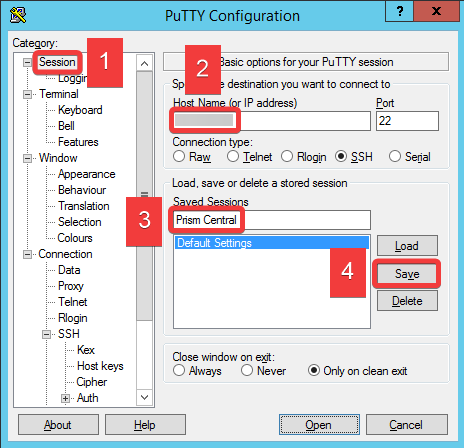 PuTTY Configuration
?
X
Category:
Session
Logging
Terminal
Keyboard
Bell
Features
Window
Appearance
Behaviour
Translation
Selection
Colours
Connection
Data
Proxy
Telnet
Rlogin
SSH
Kex
Host keys
Cipher
Auth
1
2
Basic options for your PuTTY session
destination you want to connect to
Host Name (or IP address) Port
22
Connection type:
Raw Telnet Rlogin SSH Serial
Load, save or delete a stored session
Saved Sessions
3
Prism Central
Default Settings
Load
4
Save
Delete
Close window on exit:
Always Never Only on clean exit
About Help Open Cancel